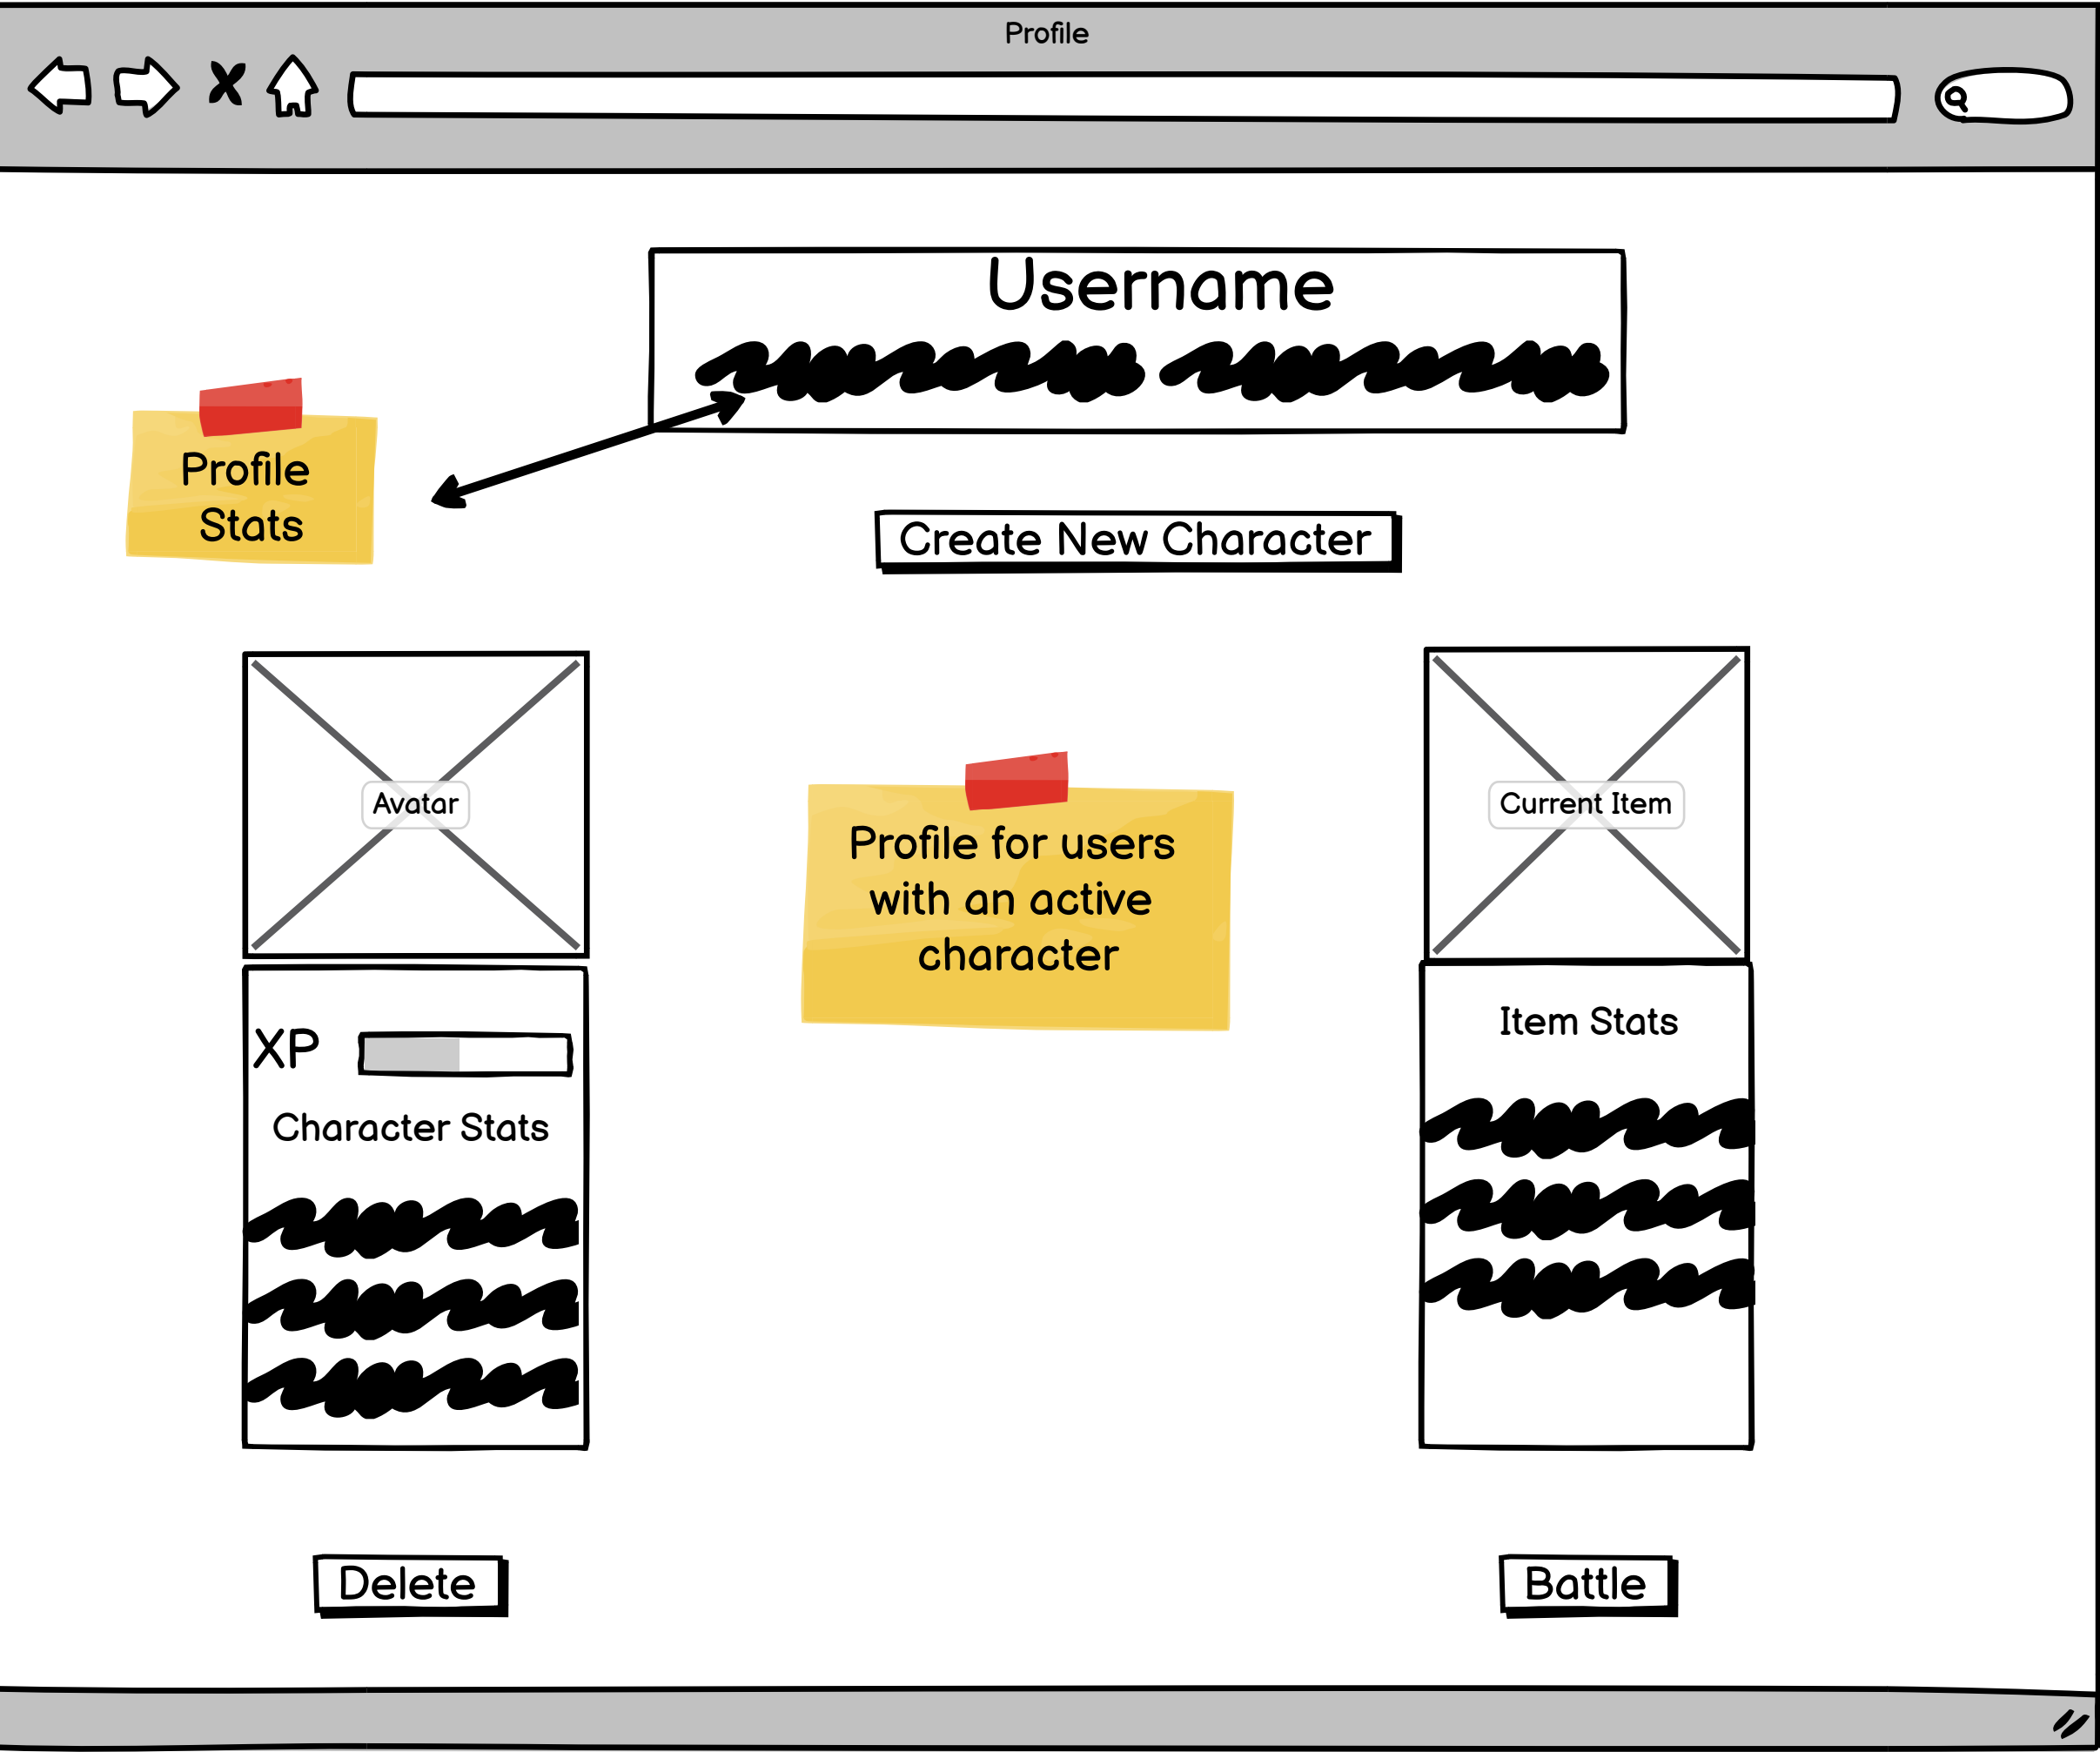 Profile
Username
Profile
Stats
Create New Character
Avatar
Current Item
Profile for users
with an active
character
XP
Item Stats
Character Stats
Delete
Battle